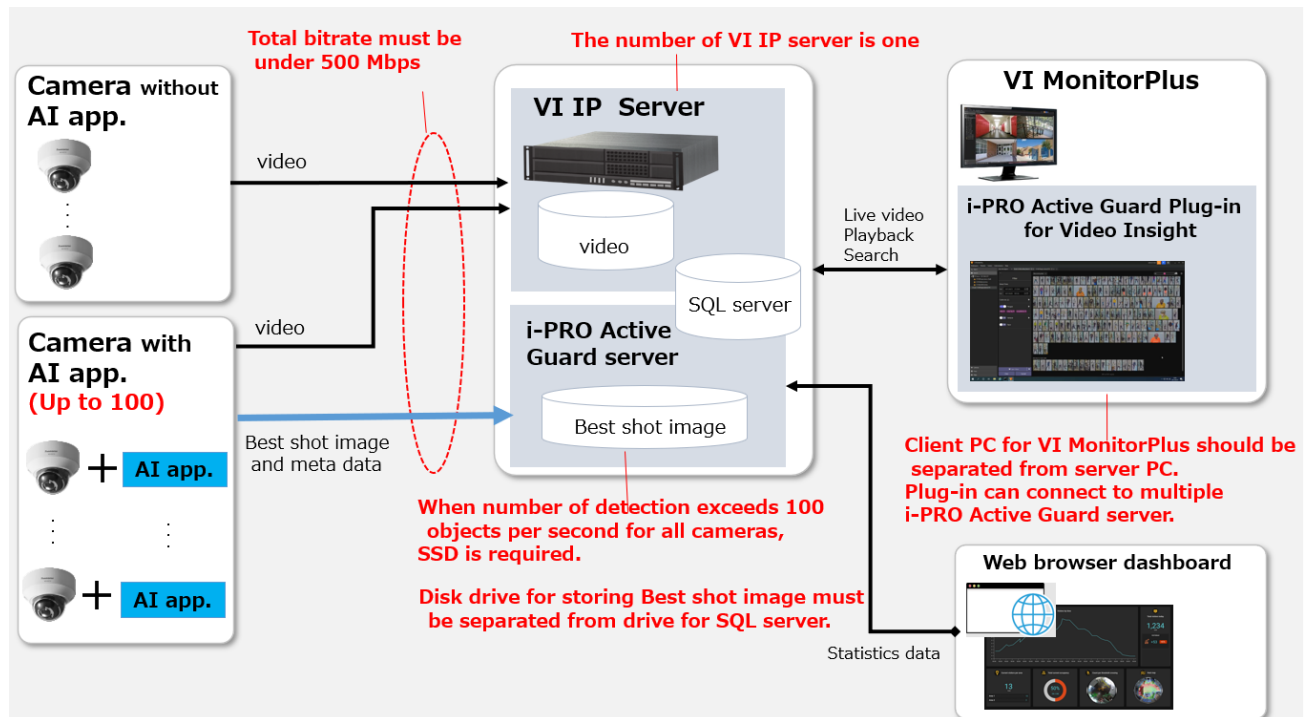 Total bitrate must be
under 500 Mbps
The number of VI IP server is one
Camera without
AI app.
video
VI IP Server
video
SQL server
VI MonitorPlus
i-PRO Active Guard Plug-in
for Video Insight
Live video
Playback
Search
Camera with
AI app.
(Up to 100)
video
Best shot image
and meta data
AI app.
AI app.
i-PRO Active
Guard server
Best shot image
When number of detection exceeds 100
objects per second for all cameras,
SSD is required.
Disk drive for storing Best shot image must
be separated from drive for SQL server.
Client PC for VI MonitorPlus should be
separated from server PC.
Plug-in can connect to multiple
i-PRO Active Guard server.
Web browser dashboard
1,234
13
50%
Statistics data